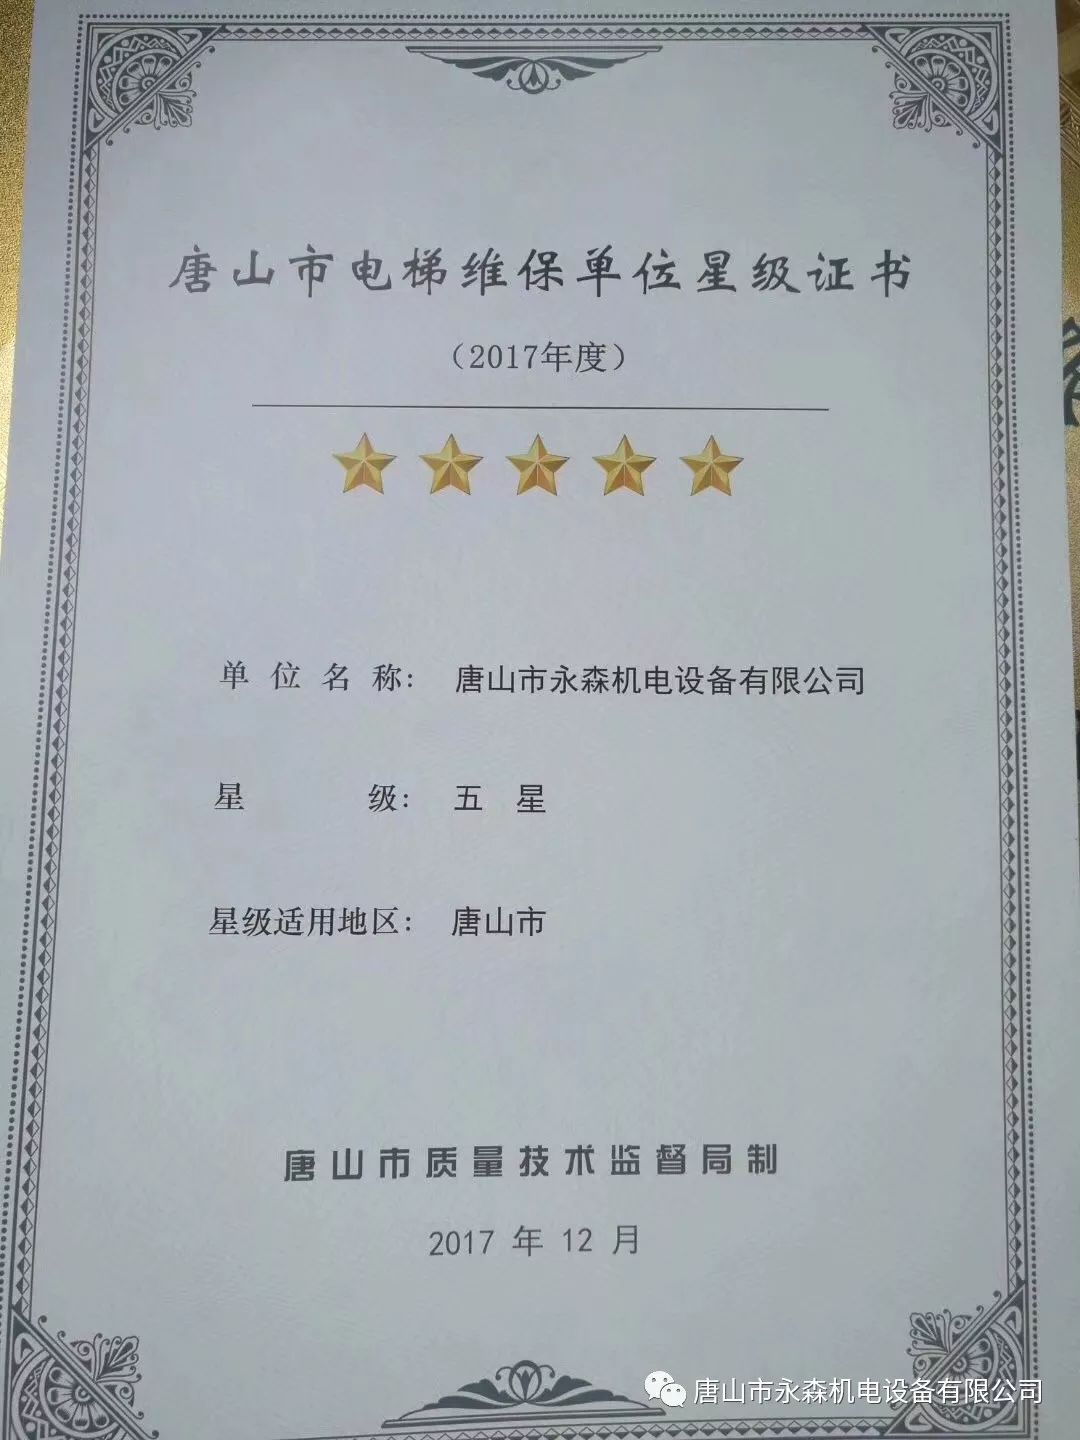 唐山市电梯维保单位星级证书
（2017年度）
单位名称：唐山市永森机电设备有限公司
星级：五星
星级适用地区：唐山市
唐山市质量技术监督局制
2017 年 12 月
唐山市永森机电设备有限公司